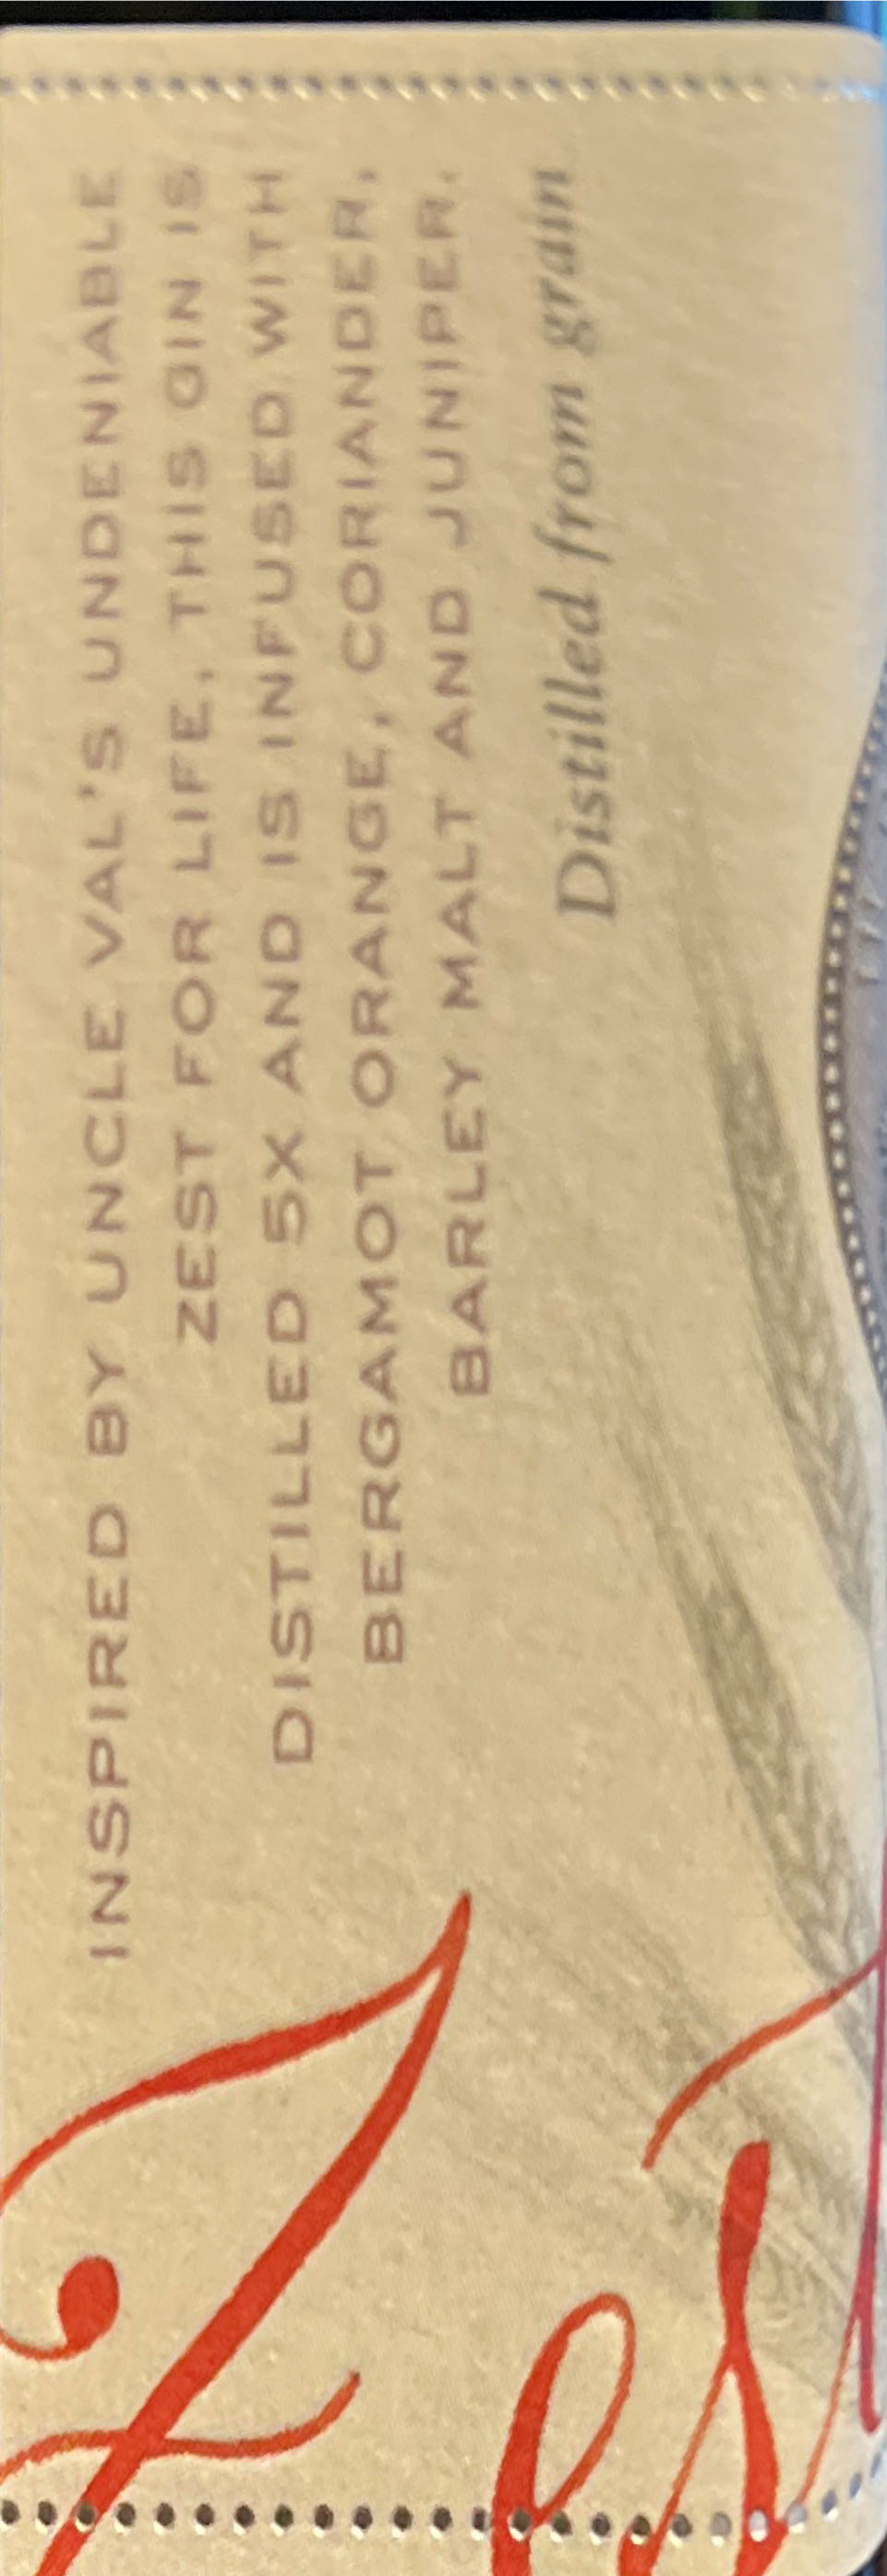 INSPIRED BY UNCLE VAL'S UNDENIABLE
ZEST FOR LIFE, THIS GIN IS
DISTILLED 5X AND IS INFUSED WITH
BERGAMOT ORANGE, CORIANDER,
BARLEY MALT AND JUNIPER.
Distilled from grain
Zest